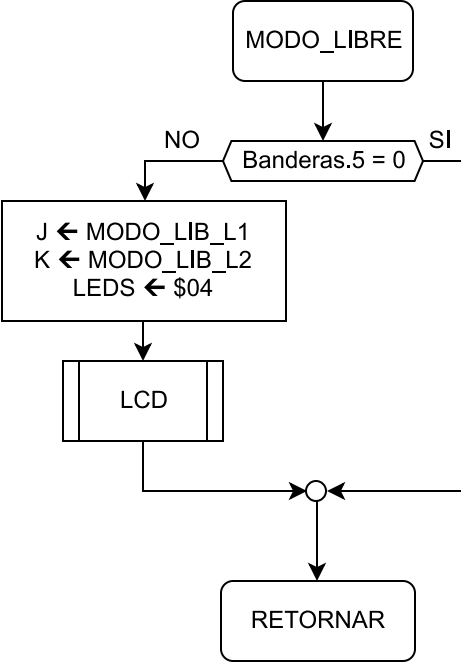 MODO_LIBRE
NO
SI
Banderas.5 = 0
J 🡨 MODO_LIB_L1
K 🡨 MODO_LIB_L2
LEDS 🡨 $04
LCD
RETORNAR